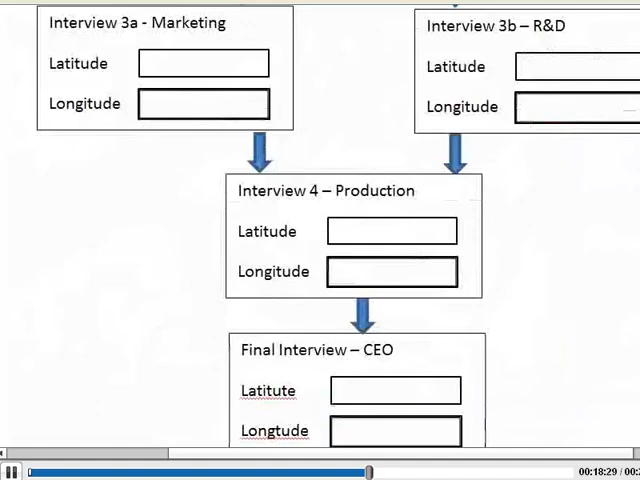 Interview 3a - Marketing
Latitude
Longitude
Interview 3b – R&D
Latitude
Longitude
Interview 4 – Production
Latitude
Longitude
Final Interview – CEO
Latitute
Longtude
00:18:29 / 00: